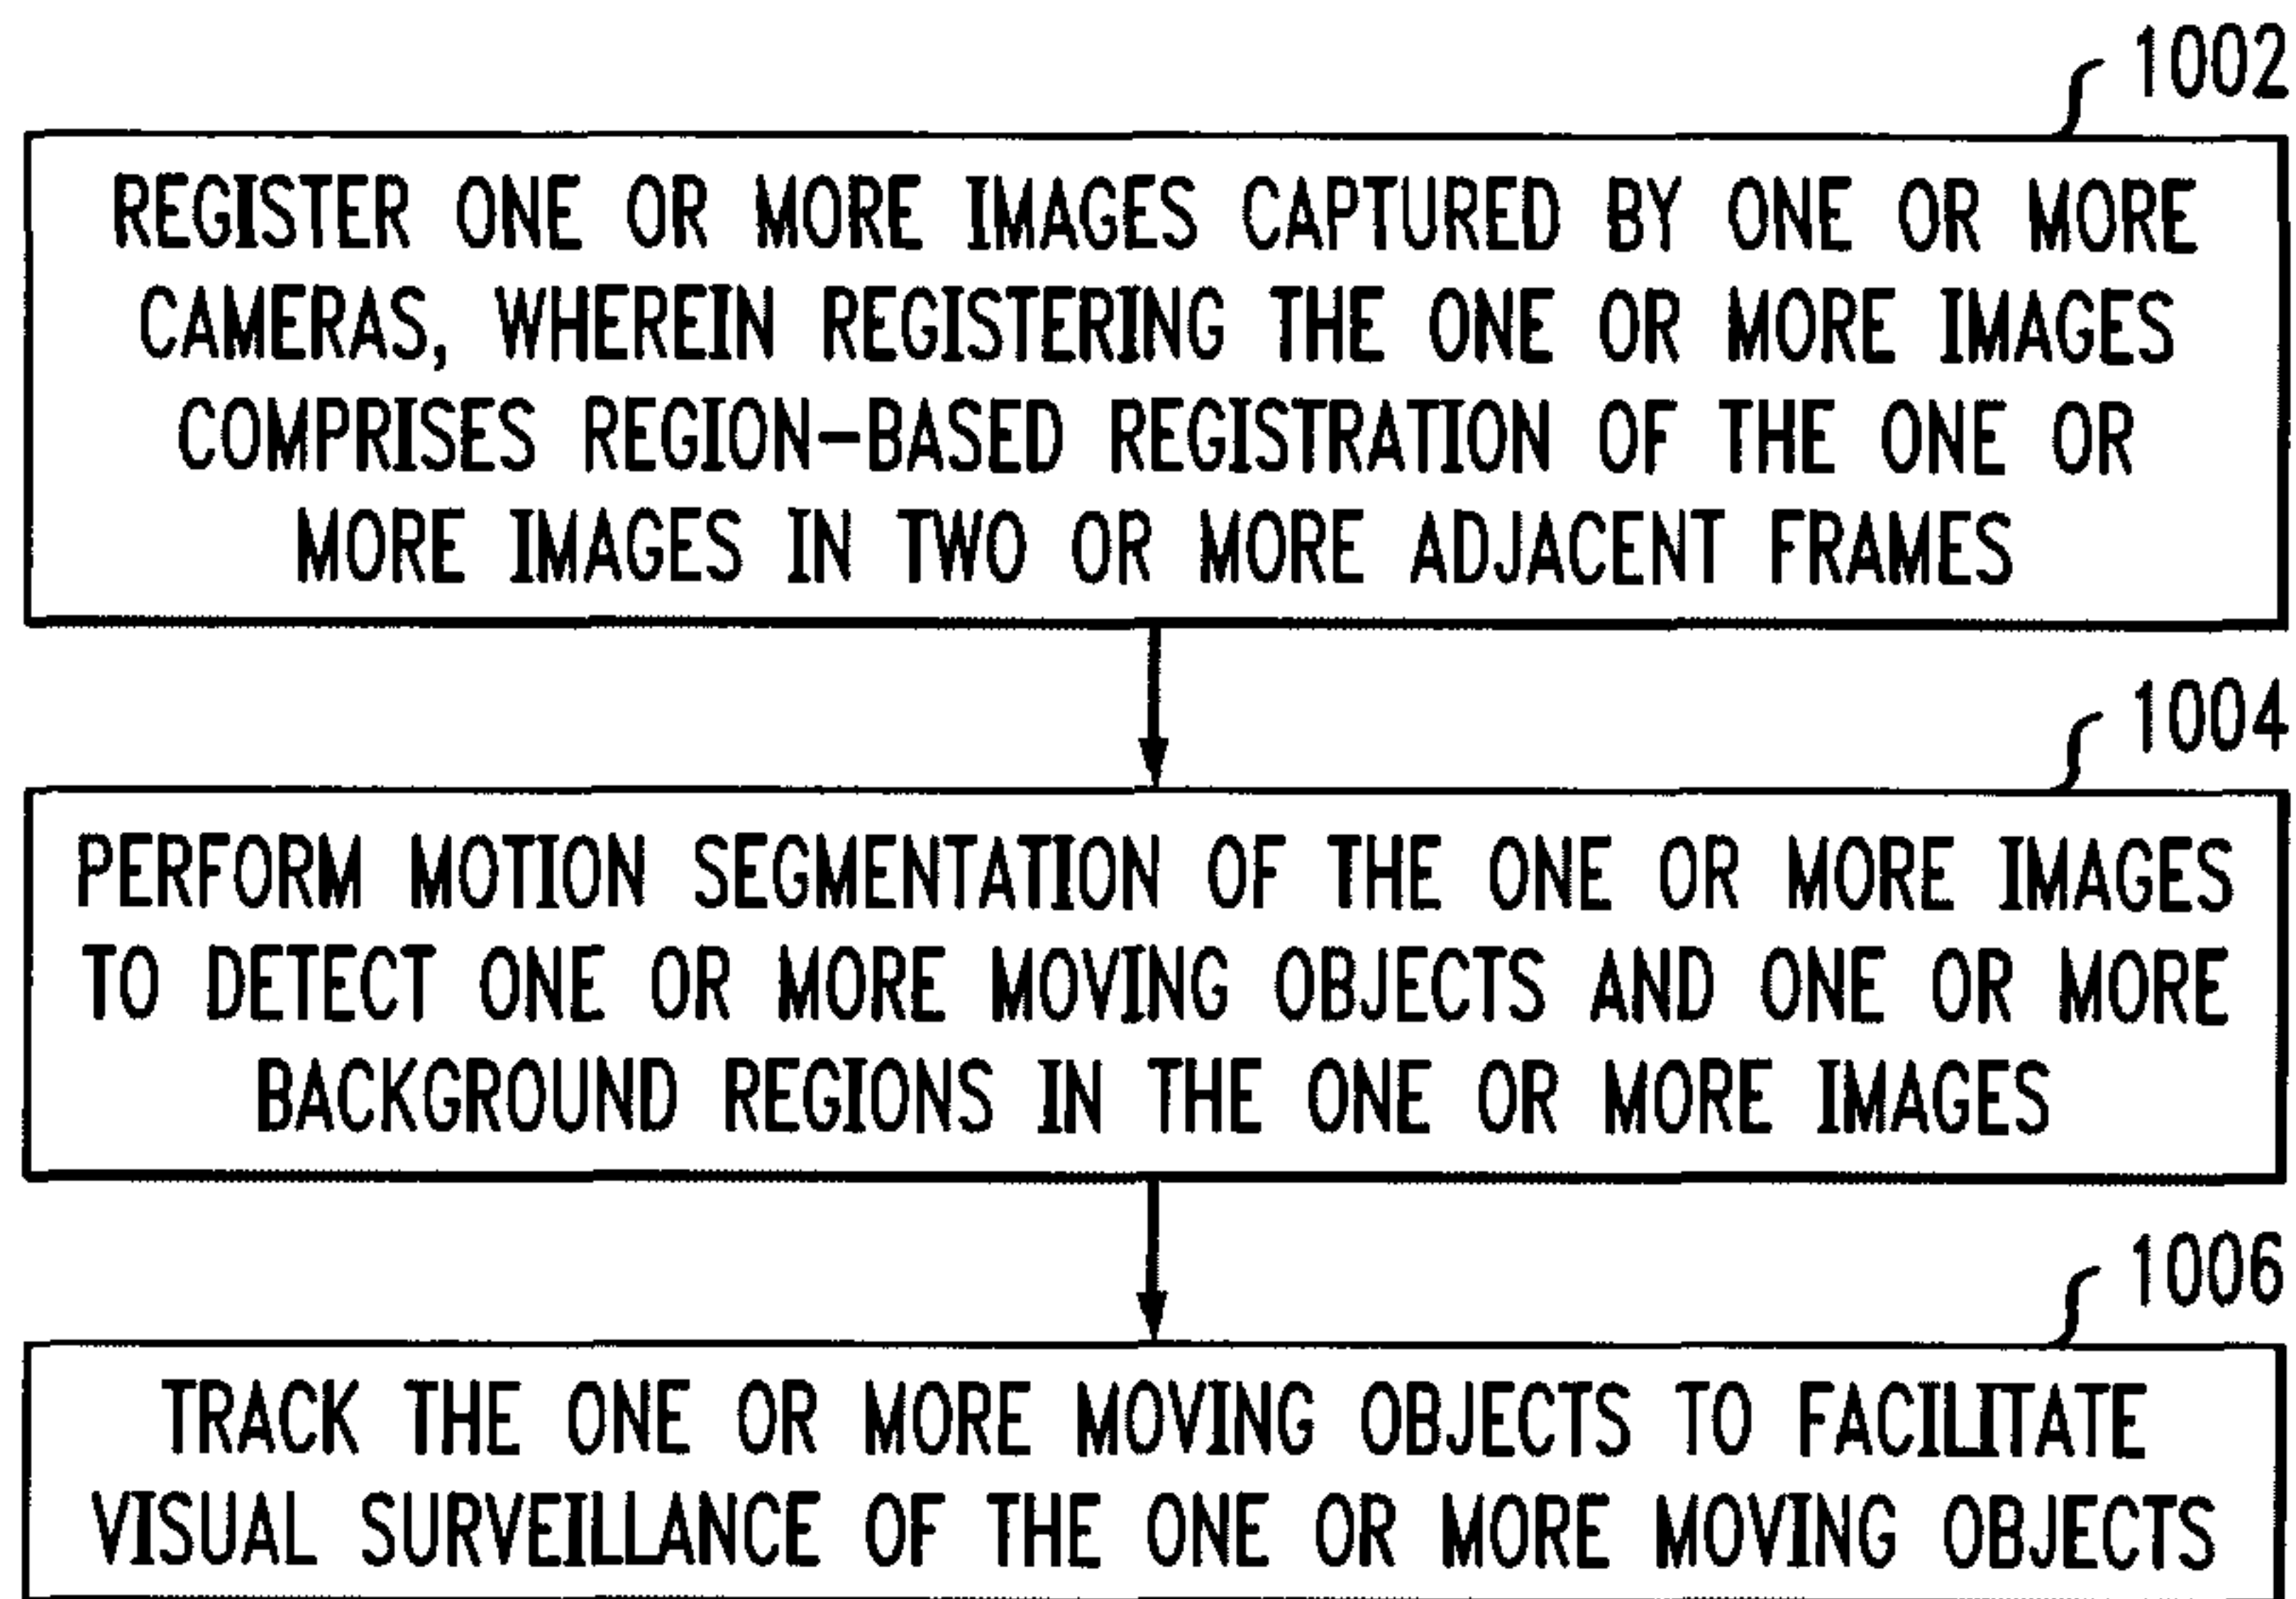 1002
REGISTER ONE OR MORE IMAGES CAPTURED BY ONE OR MORE
CAMERAS, WHEREIN REGISTERING THE ONE OR MORE IMAGES
COMPRISES REGION-BASED REGISTRATION OF THE ONE OR
MORE IMAGES IN TWO OR MORE ADJACENT FRAMES
1004
PERFORM MOTION SEGMENTATION OF THE ONE OR MORE IMAGES
TO DETECT ONE OR MORE MOVING OBJECTS AND ONE OR MORE
BACKGROUND REGIONS IN THE ONE OR MORE IMAGES
1006
TRACK THE ONE OR MORE MOVING OBJECTS TO FACILITATE
VISUAL SURVEILLANCE OF THE ONE OR MORE MOVING OBJECTS